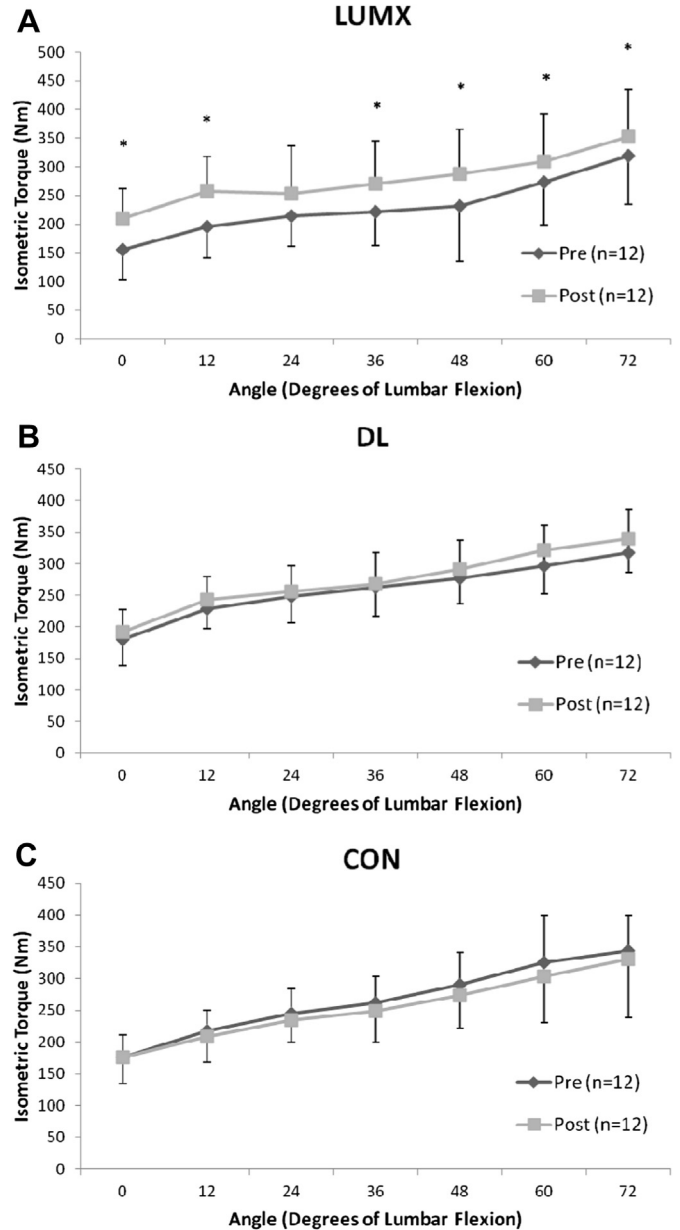 A
LUMX
500
450
400
350
300
250
200
150
100
50
0
Isometric Torque (Nm)
* * * * * *
Pre (n=12)
Post (n=12)
0 12 24 36 48 60 72
Angle (Degrees of Lumbar Flexion)
B
DL
450
400
350
300
250
200
150
100
50
0
Isometric Torque (Nm)
Pre (n=12)
Post (n=12)
0 12 24 36 48 60 72
Angle (Degrees of Lumbar Flexion)
C
CON
450
400
350
300
250
200
150
100
50
0
Isometric Torque (Nm)
Pre (n=12)
Post (n=12)
0 12 24 36 48 60 72
Angle (Degrees of Lumbar Flexion)